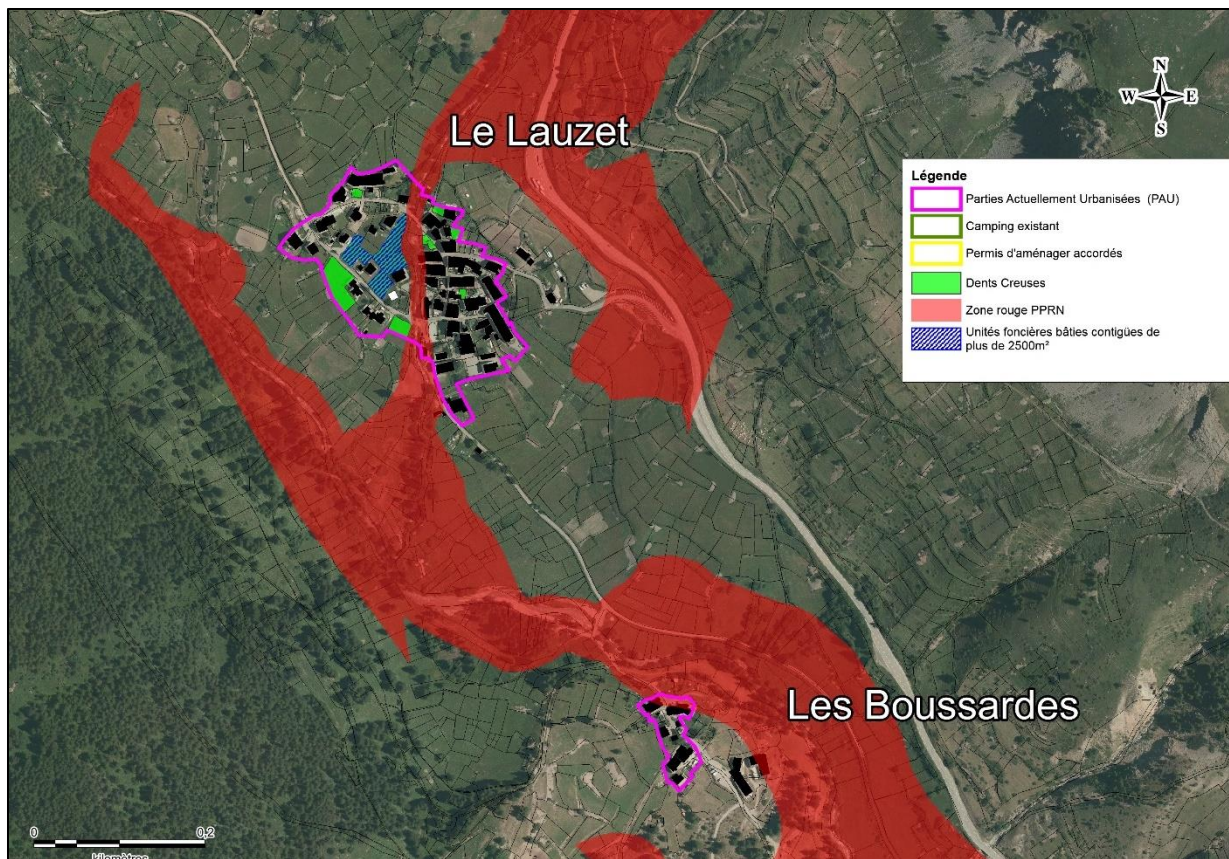 Le Lauzet
N
W E
S
Légende
Parties Actuellement Urbanisées (PAU)
Camping existant
Permis d'aménager accordés
Dents Creuses
Zone rouge PPRN
Unités foncières bâties contigües de
plus de 2500m²
Les Boussardes
0 0,2
kilomètres